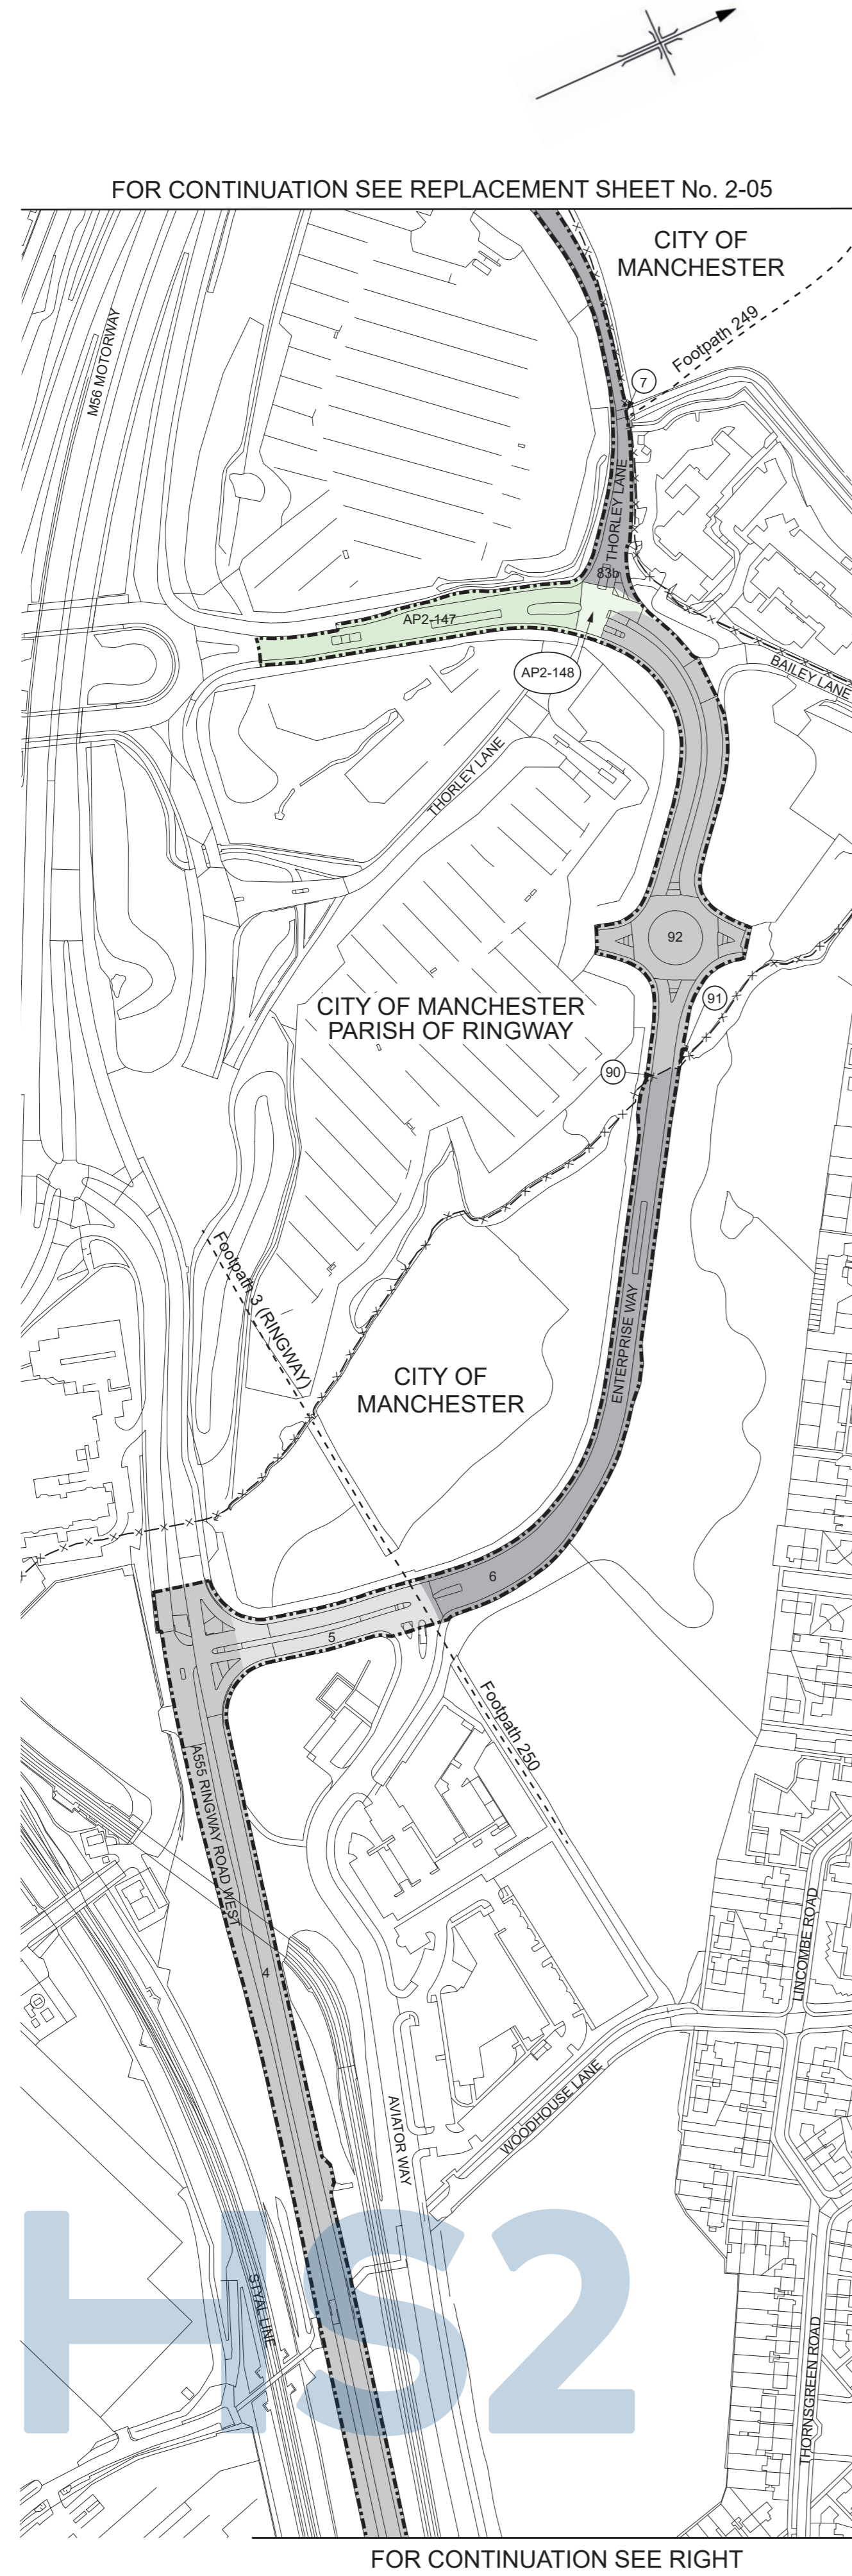 FOR CONTINUATION SEE REPLACEMENT SHEET No. 2-05
CITY OF
MANCHESTER
M56 MOTORWAY
Footpath 249
7
THORLEY LANE
83b
AP2-147
AP2-148
BAILEY LANE
THORLEY LANE
92
91
CITY OF MANCHESTER
PARISH OF RINGWAY
90
Footpath 3 (RINGWAY)
ENTERPRISE WAY
CITY OF
MANCHESTER
6
5
Footpath 250
A555 RINGWAY ROAD WEST
LINCOMBE ROAD
4
WOODHOUSE LANE
AVIATOR WAY
HS2
STYAL LINE
THORNSGREEN ROAD
FOR CONTINUATION SEE RIGHT